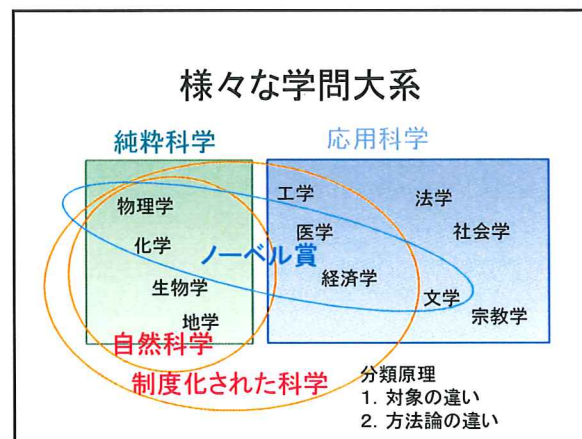 様々な学問大系
純粋科学
応用科学
物理学
化学
生物学
地学
自然科学
制度化された科学
ノーベル賞
工学
医学
経済学
法学
社会学
文学
宗教学
分類原理
1. 対象の違い
2. 方法論の違い